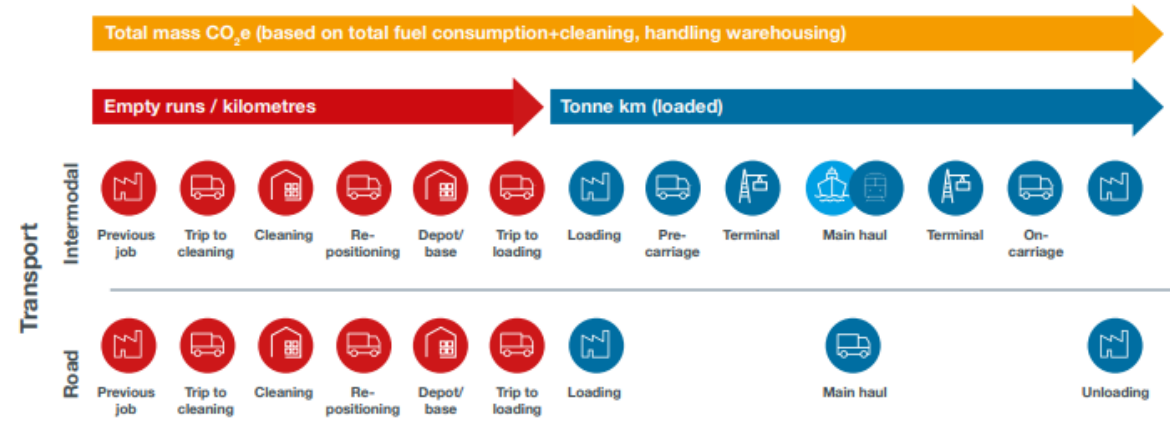 Total mass CO₂e (based on total fuel consumption+cleaning, handling warehousing)
Empty runs / kilometres
Tonne km (loaded)
Transport
Intermodal
Previous
job
Trip to
cleaning
Cleaning
Re-
positioning
Depot/
base
Trip to
loading
Loading
Pre-
carriage
Terminal
Main haul
Terminal
On-
carriage
Road
Previous
job
Trip to
cleaning
Cleaning
Re-
positioning
Depot/
base
Trip to
loading
Loading
Main haul
Unloading